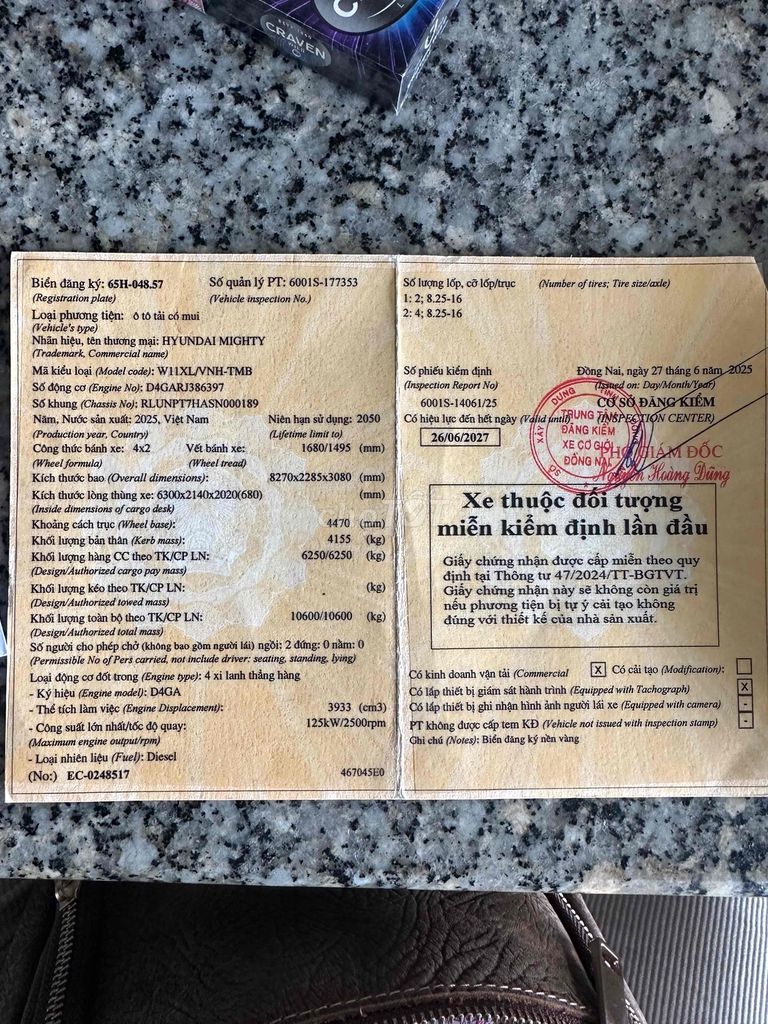 CRAVEN
Biển đăng ký: 65H-048.57 Số quản lý PT: 6001S-177353
(Registration plate) (Vehicle inspection No.)
Loại phương tiện: ô tô tải có mui
(Vehicle's type)
Nhãn hiệu, tên thương mại: HYUNDAI MIGHTY
(Trademark, Commercial name)
Mã kiểu loại (Model code): W11XL/VNH-TMB
Số động cơ (Engine No): D4GARJ386397
Số khung (Chassis No): RLUNPT7HASN000189
Năm, Nước sản xuất: 2025, Việt Nam Niên hạn sử dụng: 2050
(Production year, Country) (Lifetime limit to)
Công thức bánh xe: 4x2 Vết bánh xe: 1680/1495 (mm)
(Wheel formula) (Wheel tread)
Kích thước bao (Overall dimensions): 8270x2285x3080 (mm)
Kích thước lòng thùng xe: 6300x2140x2020(680) (mm)
(Inside dimensions of cargo desk)
Khoảng cách trục (Wheel base): 4470 (mm)
Khối lượng bản thân (Kerb mass): 4155 (kg)
Khối lượng hàng CC theo TK/CP LN: 6250/6250 (kg)
(Design/Authorized cargo pay mass)
Khối lượng kéo theo TK/CP LN: (kg)
(Design/Authorized towed mass)
Khối lượng toàn bộ theo TK/CP LN: 10600/10600 (kg)
(Design/Authorized total mass)
Số người cho phép chở (không bao gồm người lái) ngồi: 2 đứng: 0 nằm: 0
(Permissible No of Pers carried, not include driver: seating, standing, lying)
Loại động cơ đốt trong (Engine type): 4 xi lanh thẳng hàng
- Ký hiệu (Engine model): D4GA
- Thể tích làm việc (Engine Displacement): 3933 (cm3)
- Công suất lớn nhất/tốc độ quay: 125kW/2500rpm
(Maximum engine output/rpm)
- Loại nhiên liệu (Fuel): Diesel
(No:) EC-0248517 467045E0
Số lượng lốp, cỡ lốp/trục (Number of tires; Tire size/axle)
1: 2; 8.25-16
2: 4; 8.25-16
Số phiếu kiểm định Đồng Nai, ngày 27 tháng 6 năm 2025
(Inspection Report No) (Issued on: Day/Month/Year)
6001S-14061/25 CƠ SỞ ĐĂNG KIỂM
Có hiệu lực đến hết ngày (Valid until) (INSPECTION CENTER)
26/06/2027
TRUNG TÂM
ĐĂNG KIỂM
XE CƠ GIỚI
ĐỒNG NAI
PHÓ GIÁM ĐỐC
Nguyễn Hoàng Dũng
Xe thuộc đối tượng
miễn kiểm định lần đầu
Giấy chứng nhận được cấp miễn theo quy
định tại Thông tư 47/2024/TT-BGTVT.
Giấy chứng nhận này sẽ không còn giá trị
nếu phương tiện bị tự ý cải tạo không
đúng với thiết kế của nhà sản xuất.
Có kinh doanh vận tải (Commercial X Có cải tạo (Modification):
Có lắp thiết bị giám sát hành trình (Equipped with Tachograph) X
Có lắp thiết bị ghi nhận hình ảnh người lái xe (Equipped with camera) -
PT không được cấp tem KĐ (Vehicle not issued with inspection stamp) -
Ghi chú (Notes): Biển đăng ký nền vàng